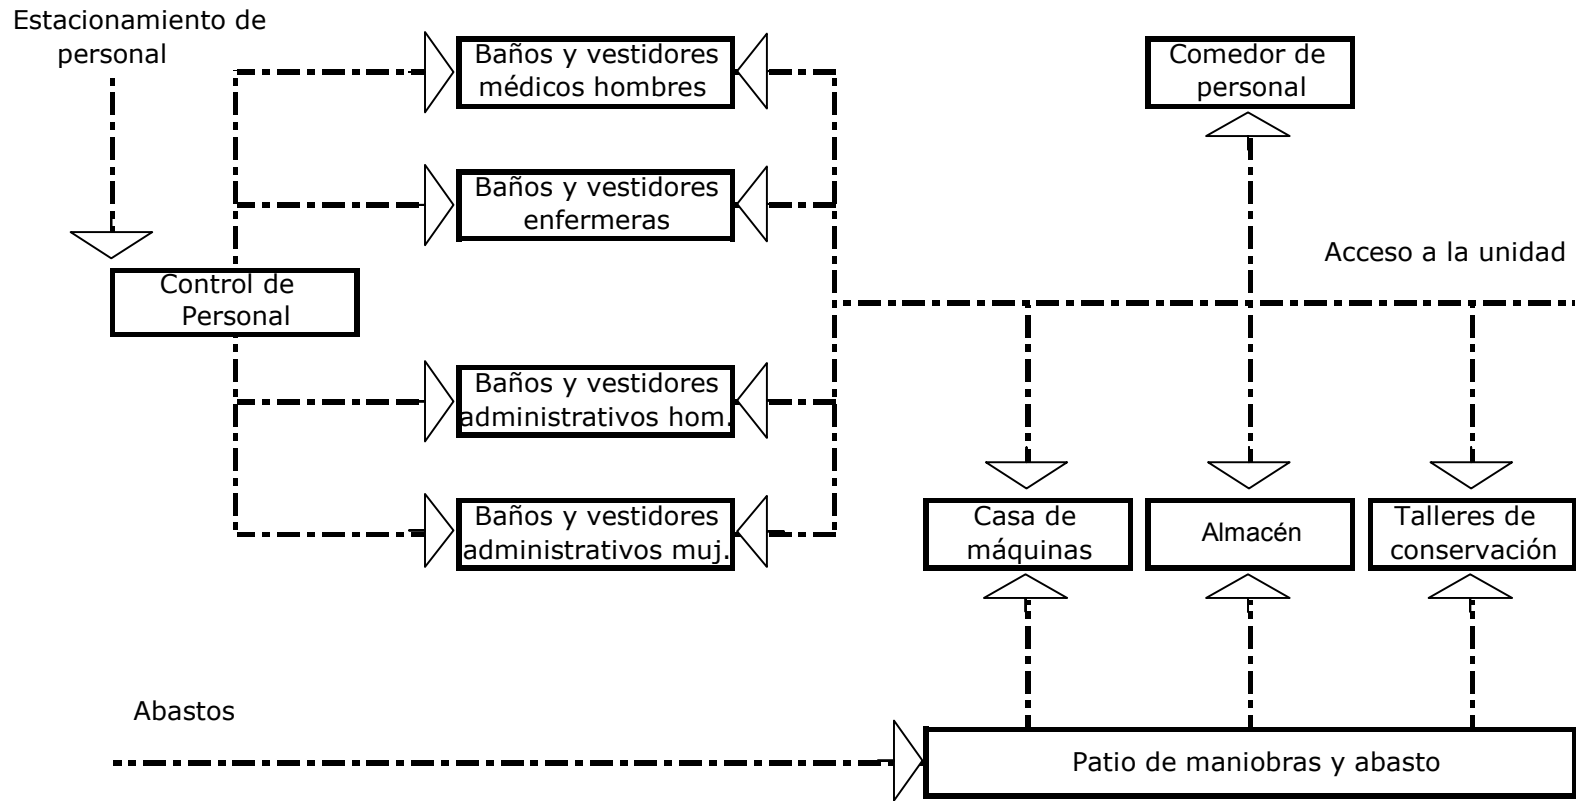 Estacionamiento de
personal
Baños y vestidores
médicos hombres
Comedor de
personal
Baños y vestidores
enfermeras
Acceso a la unidad
Control de
Personal
Baños y vestidores
administrativos hom.
Baños y vestidores
administrativos muj.
Casa de
máquinas
Almacén
Talleres de
conservación
Abastos
Patio de maniobras y abasto